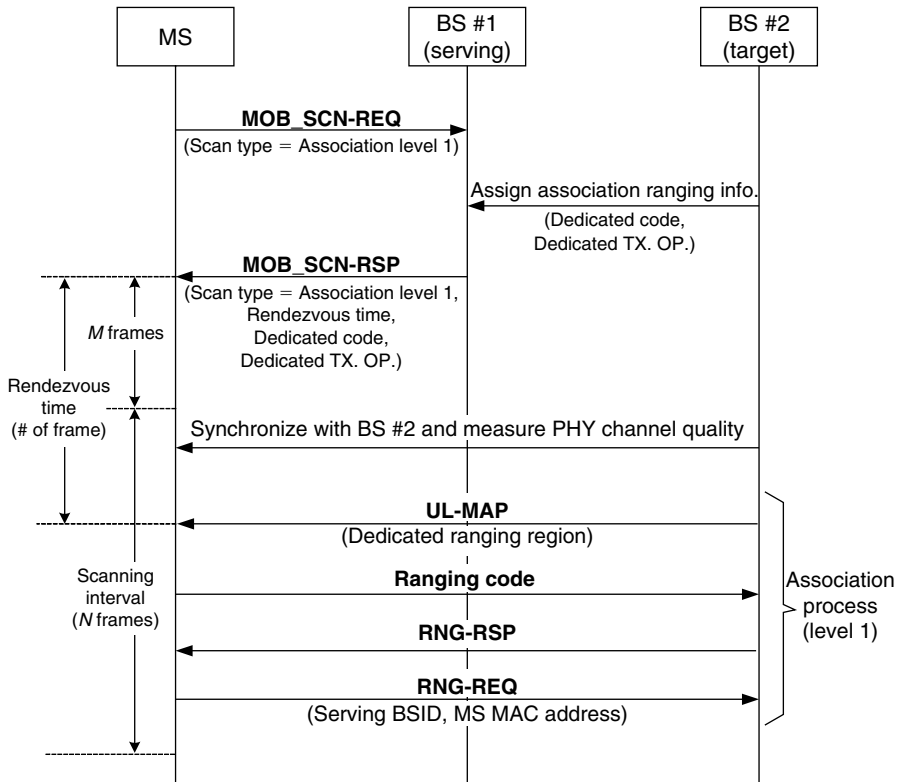 MS
BS #1
(serving)
BS #2
(target)
MOB_SCN-REQ
(Scan type = Association level 1)
Assign association ranging info.
(Dedicated code,
Dedicated TX. OP.)
MOB_SCN-RSP
(Scan type = Association level 1,
Rendezvous time,
Dedicated code,
Dedicated TX. OP.)
M frames
Rendezvous
time
(# of frame)
Synchronize with BS #2 and measure PHY channel quality
UL-MAP
(Dedicated ranging region)
Scanning
interval
(N frames)
Ranging code
Association
process
(level 1)
RNG-RSP
RNG-REQ
(Serving BSID, MS MAC address)